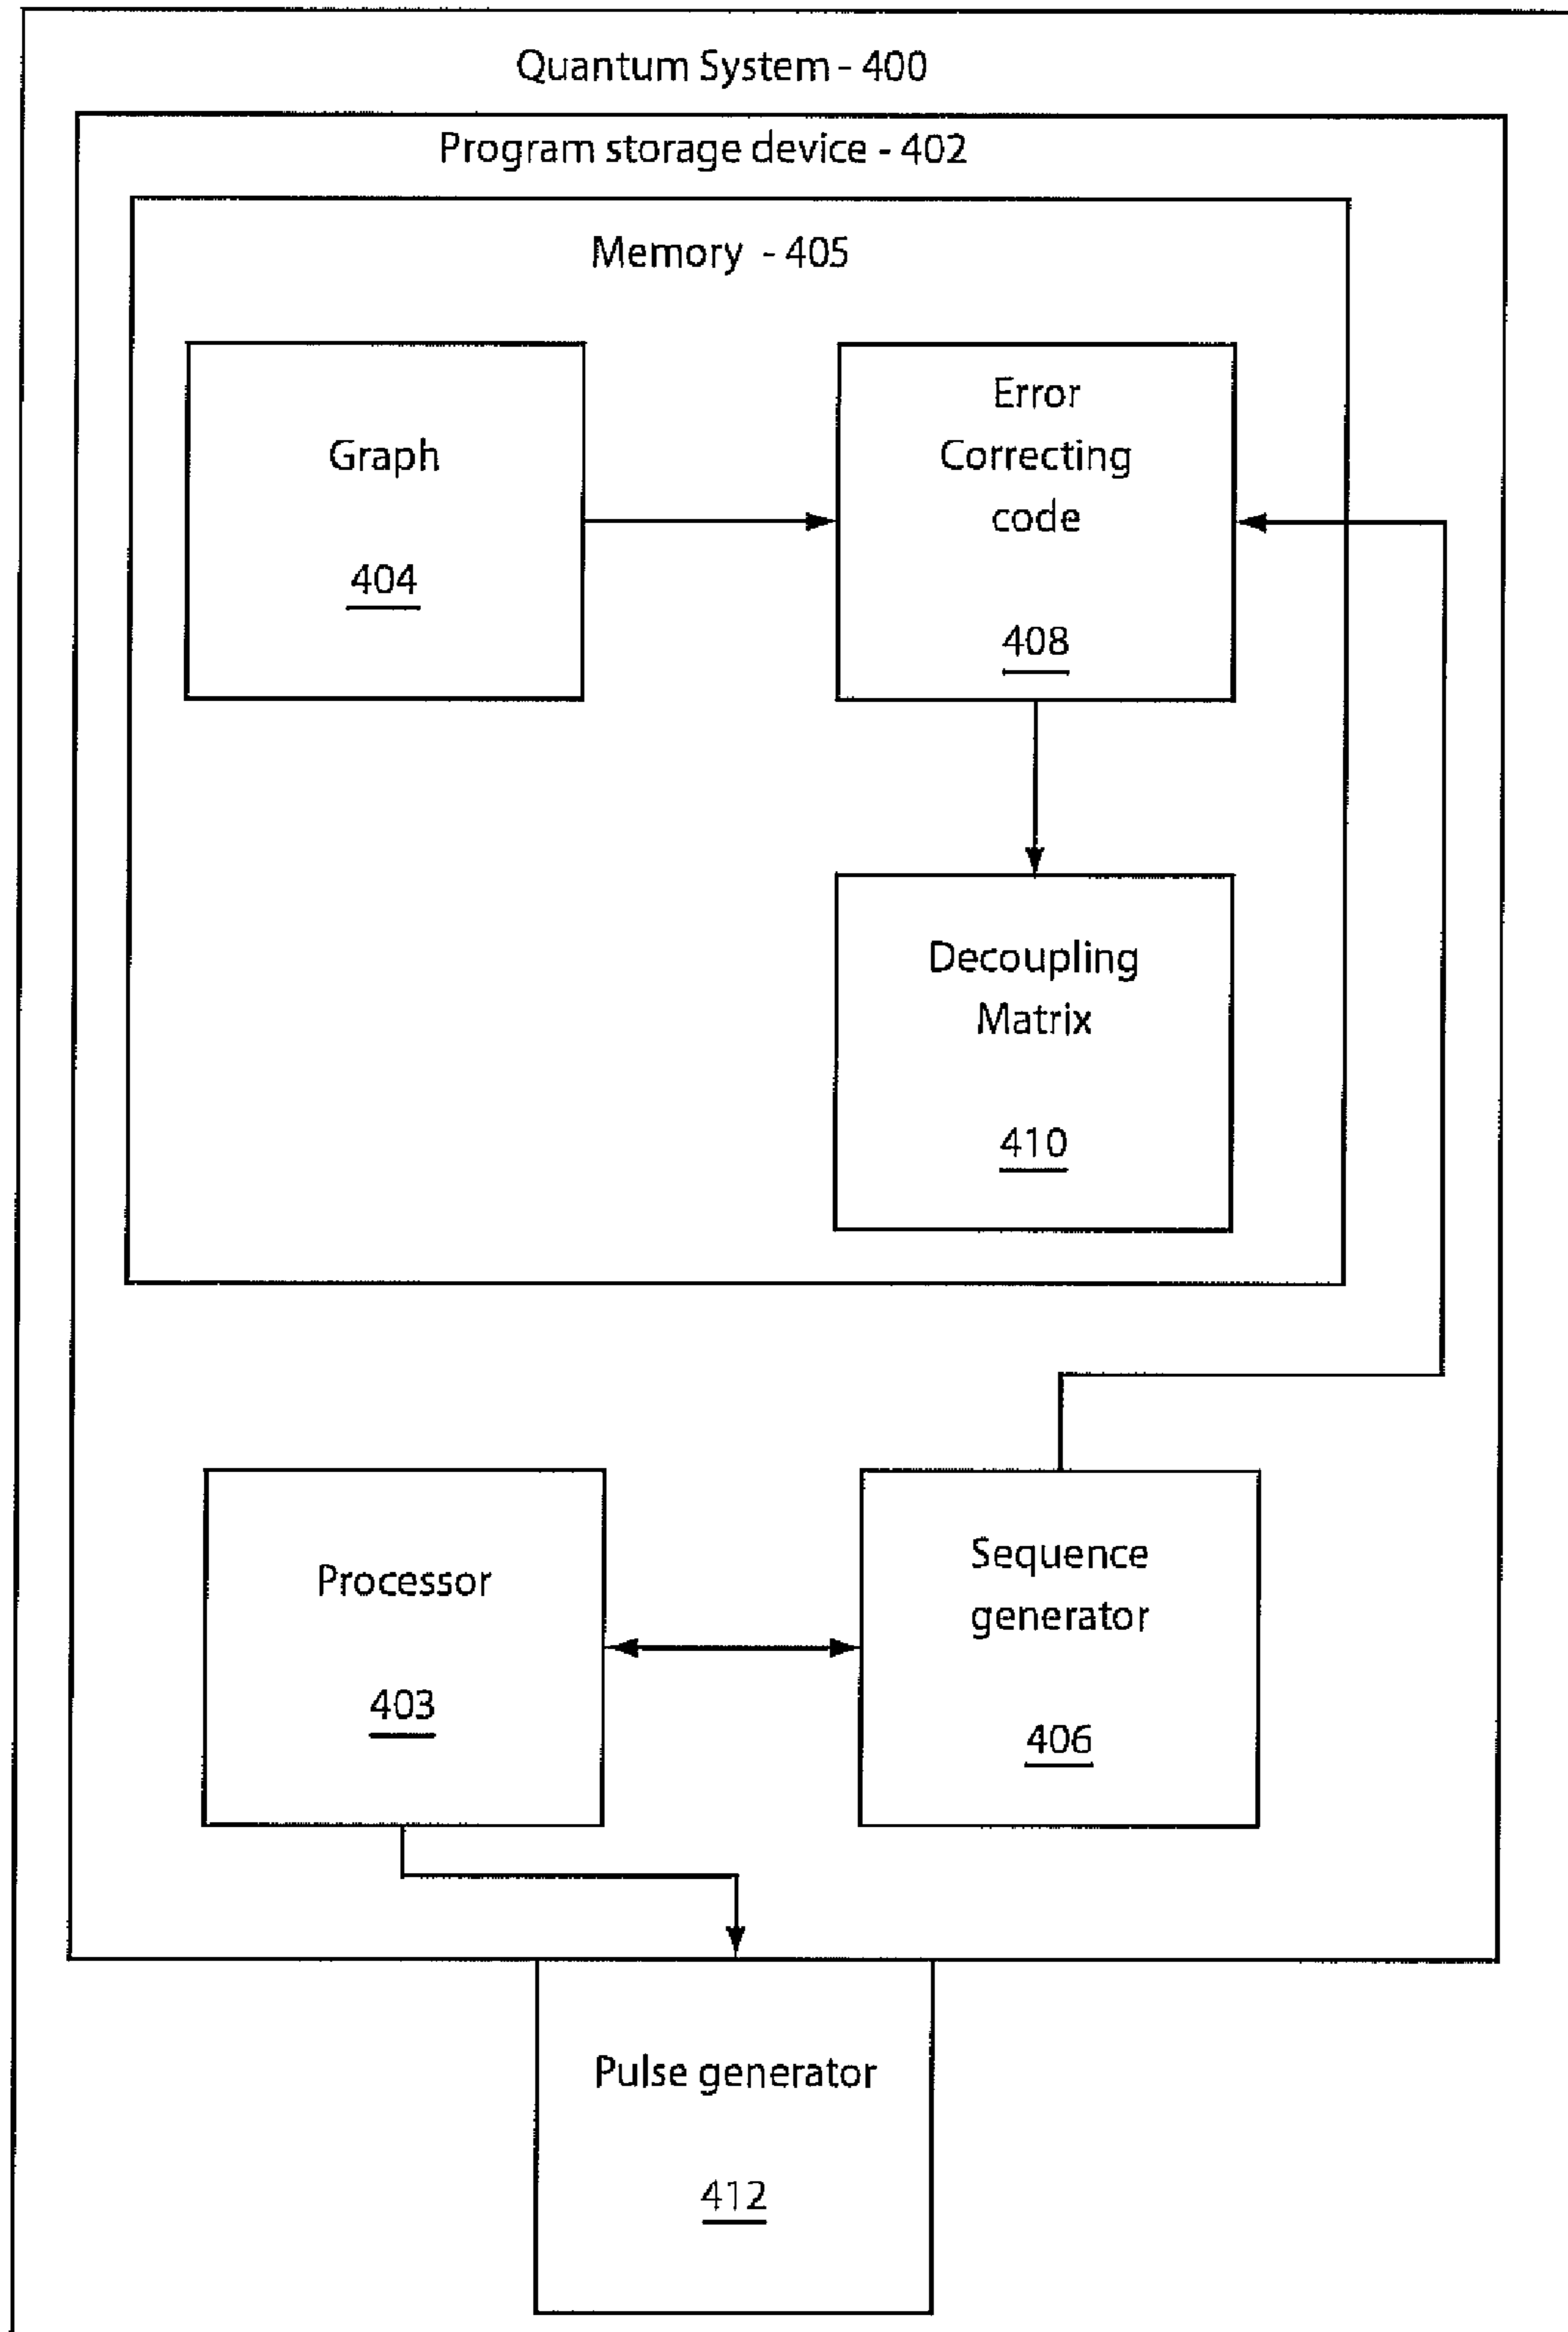 Quantum System - 400
Program storage device - 402
Memory - 405
Graph
404
Error
Correcting
code
408
Decoupling
Matrix
410
Processor
403
Sequence
generator
406
Pulse generator
412